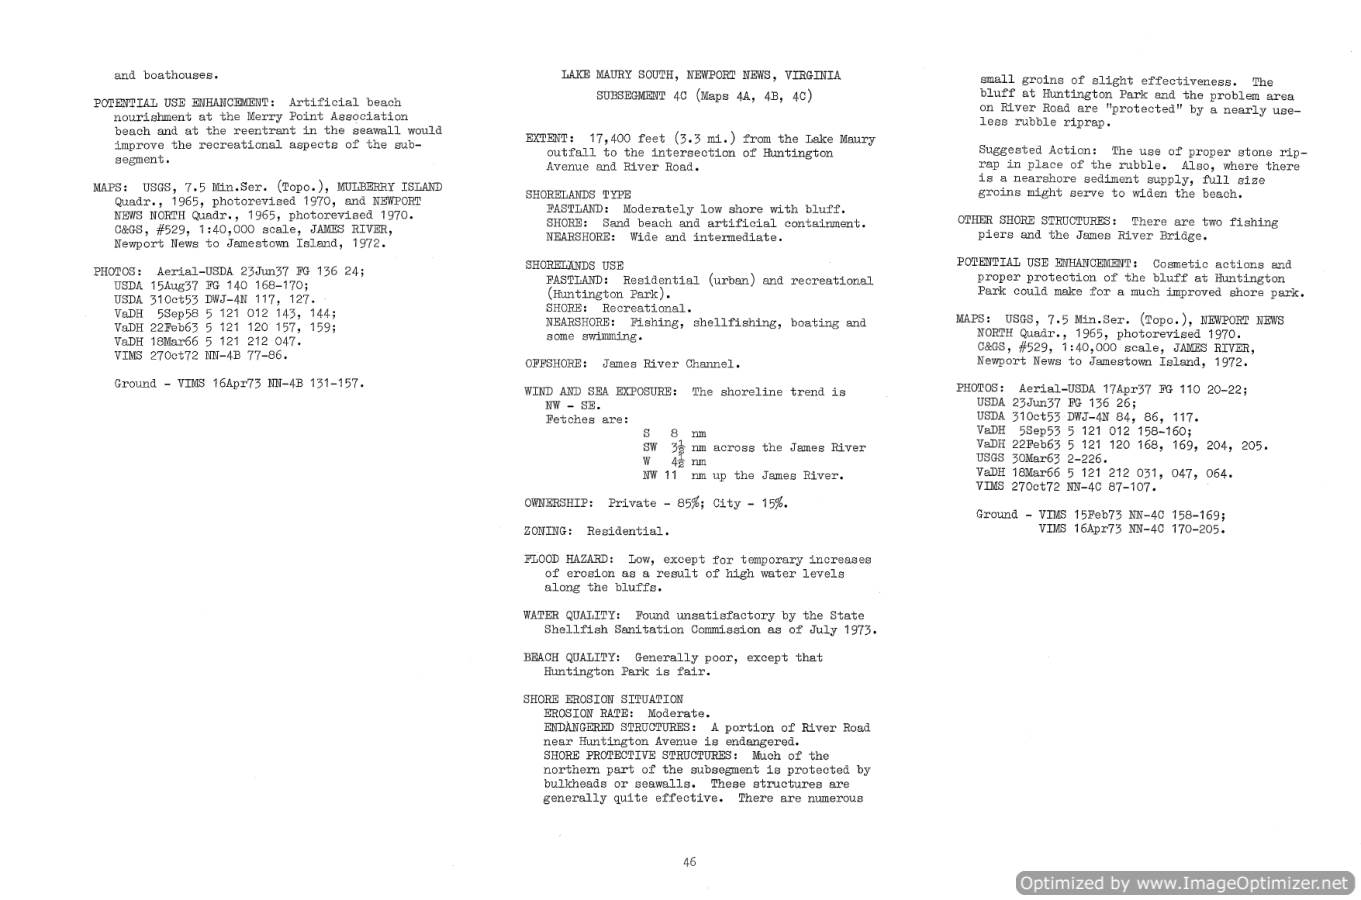 and boathouses.
POTENTIAL USE ENHANCEMENT: Artificial beach
nourishment at the Merry Point Association
beach and at the reentrant in the seawall would
improve the recreational aspects of the sub-
segment.
MAPS: USGS, 7.5 Min.Ser. (Topo.), MULBERRY ISLAND
Quadr., 1965, photorevised 1970, and NEWPORT
NEWS NORTH Quadr., 1965, photorevised 1970.
C&GS, #529, 1:40,000 scale, JAMES RIVER,
Newport News to Jamestown Island, 1972.
PHOTOS: Aerial-USDA 23Jun37 FG 136 24;
USDA 15Aug37 FG 140 168-170;
USDA 31Oct53 DWJ-4N 117, 127.
VaDH 5Sep58 5 121 012 143, 144;
VaDH 22Feb63 5 121 120 157, 159;
VaDH 18Mar66 5 121 212 047.
VIMS 27Oct72 NN-4B 77-86.
Ground - VIMS 16Apr73 NN-4B 131-157.
LAKE MAURY SOUTH, NEWPORT NEWS, VIRGINIA
SUBSEGMENT 4C (Maps 4A, 4B, 4C)
EXTENT: 17,400 feet (3.3 mi.) from the Lake Maury
outfall to the intersection of Huntington
Avenue and River Road.
SHORELANDS TYPE
FASTLAND: Moderately low shore with bluff.
SHORE: Sand beach and artificial containment.
NEARSHORE: Wide and intermediate.
SHORELANDS USE
FASTLAND: Residential (urban) and recreational
(Huntington Park).
SHORE: Recreational.
NEARSHORE: Fishing, shellfishing, boating and
some swimming.
OFFSHORE: James River Channel.
WIND AND SEA EXPOSURE: The shoreline trend is
NW - SE.
Fetches are:
S 8 nm
SW 3½ nm across the James River
W 4½ nm
NW 11 nm up the James River.
OWNERSHIP: Private - 85%; City - 15%.
ZONING: Residential.
FLOOD HAZARD: Low, except for temporary increases
of erosion as a result of high water levels
along the bluffs.
WATER QUALITY: Found unsatisfactory by the State
Shellfish Sanitation Commission as of July 1973.
BEACH QUALITY: Generally poor, except that
Huntington Park is fair.
SHORE EROSION SITUATION
EROSION RATE: Moderate.
ENDANGERED STRUCTURES: A portion of River Road
near Huntington Avenue is endangered.
SHORE PROTECTIVE STRUCTURES: Much of the
northern part of the subsegment is protected by
bulkheads or seawalls. These structures are
generally quite effective. There are numerous
small groins of slight effectiveness. The
bluff at Huntington Park and the problem area
on River Road are "protected" by a nearly use-
less rubble riprap.
Suggested Action: The use of proper stone rip-
rap in place of the rubble. Also, where there
is a nearshore sediment supply, full size
groins might serve to widen the beach.
OTHER SHORE STRUCTURES: There are two fishing
piers and the James River Bridge.
POTENTIAL USE ENHANCEMENT: Cosmetic actions and
proper protection of the bluff at Huntington
Park could make for a much improved shore park.
MAPS: USGS, 7.5 Min.Ser. (Topo.), NEWPORT NEWS
NORTH Quadr., 1965, photorevised 1970.
C&GS, #529, 1:40,000 scale, JAMES RIVER,
Newport News to Jamestown Island, 1972.
PHOTOS: Aerial-USDA 17Apr37 FG 110 20-22;
USDA 23Jun37 FG 136 26;
USDA 31Oct53 DWJ-4N 84, 86, 117.
VaDH 5Sep53 5 121 012 158-160;
VaDH 22Feb63 5 121 120 168, 169, 204, 205.
USGS 30Mar63 2-226.
VaDH 18Mar66 5 121 212 031, 047, 064.
VIMS 27Oct72 NN-4C 87-107.
Ground - VIMS 15Feb73 NN-4C 158-169;
VIMS 16Apr73 NN-4C 170-205.
46
Optimized by www.ImageOptimizer.net